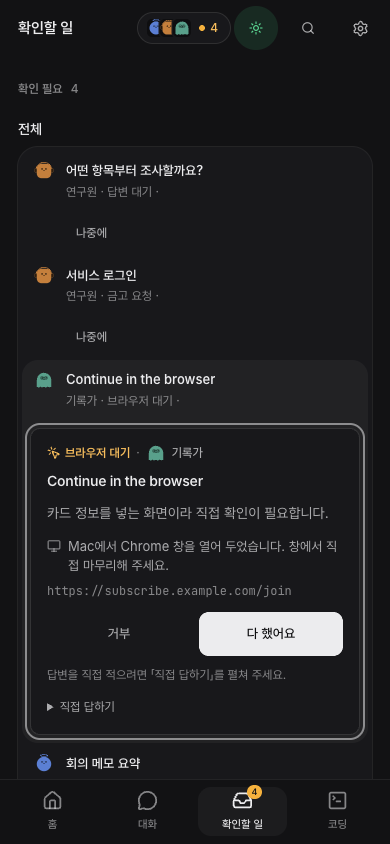 확인할 일
4
확인 필요 4
전체
어떤 항목부터 조사할까요?
연구원 · 답변 대기 ·
나중에
서비스 로그인
연구원 · 금고 요청 ·
나중에
Continue in the browser
기록가 · 브라우저 대기 ·
브라우저 대기 · 기록가
Continue in the browser
카드 정보를 넣는 화면이라 직접 확인이 필요합니다.
Mac에서 Chrome 창을 열어 두었습니다. 창에서 직
접 마무리해 주세요.
https://subscribe.example.com/join
거부
다 했어요
답변을 직접 적으려면 「직접 답하기」를 펼쳐 주세요.
▶ 직접 답하기
회의 메모 요약
4
홈
대화
확인할 일
코딩